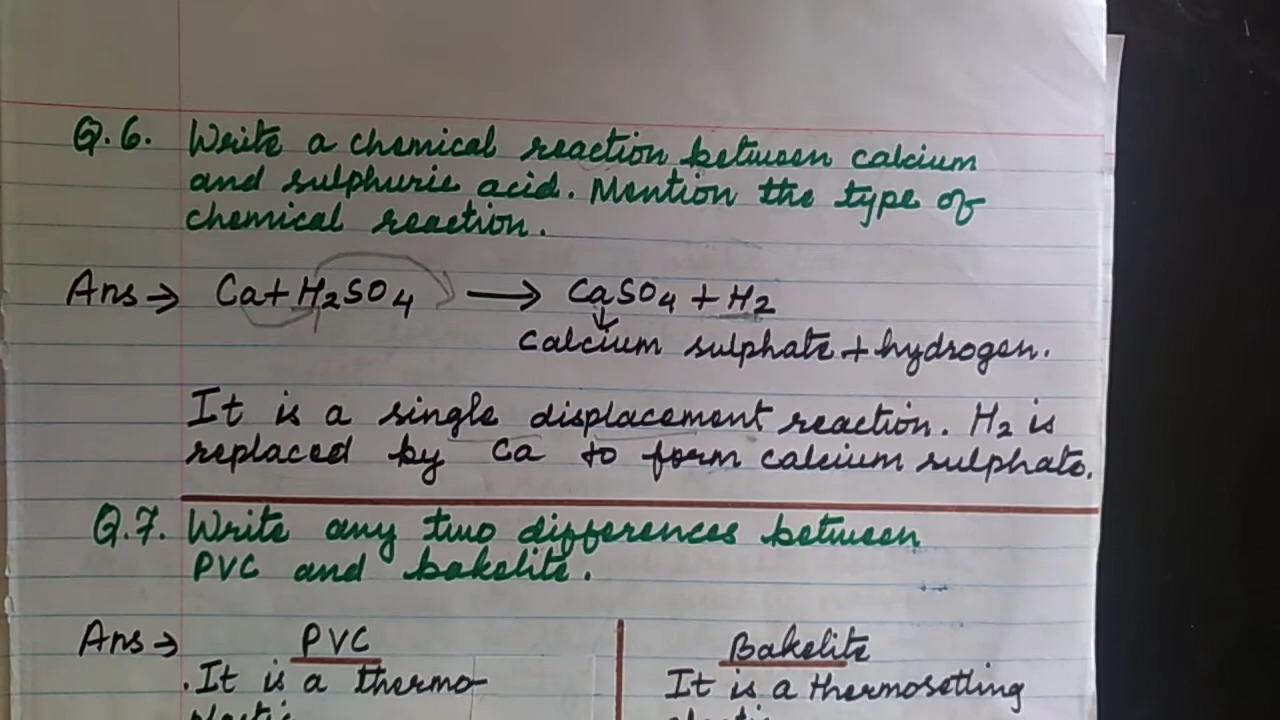 Q.6. Write a chemical reaction between calcium
and sulphuric acid. Mention the type of
chemical reaction.
Ans → Ca + H2SO4 → CaSO4 + H2
↓
Calcium sulphate + hydrogen.
It is a single displacement reaction. H2 is
replaced by Ca to form calcium sulphate.
Q.7. Write any two differences between
PVC and bakelite.
Ans → PVC Bakelite
. It is a thermo- It is a thermosetting
plastic plastic